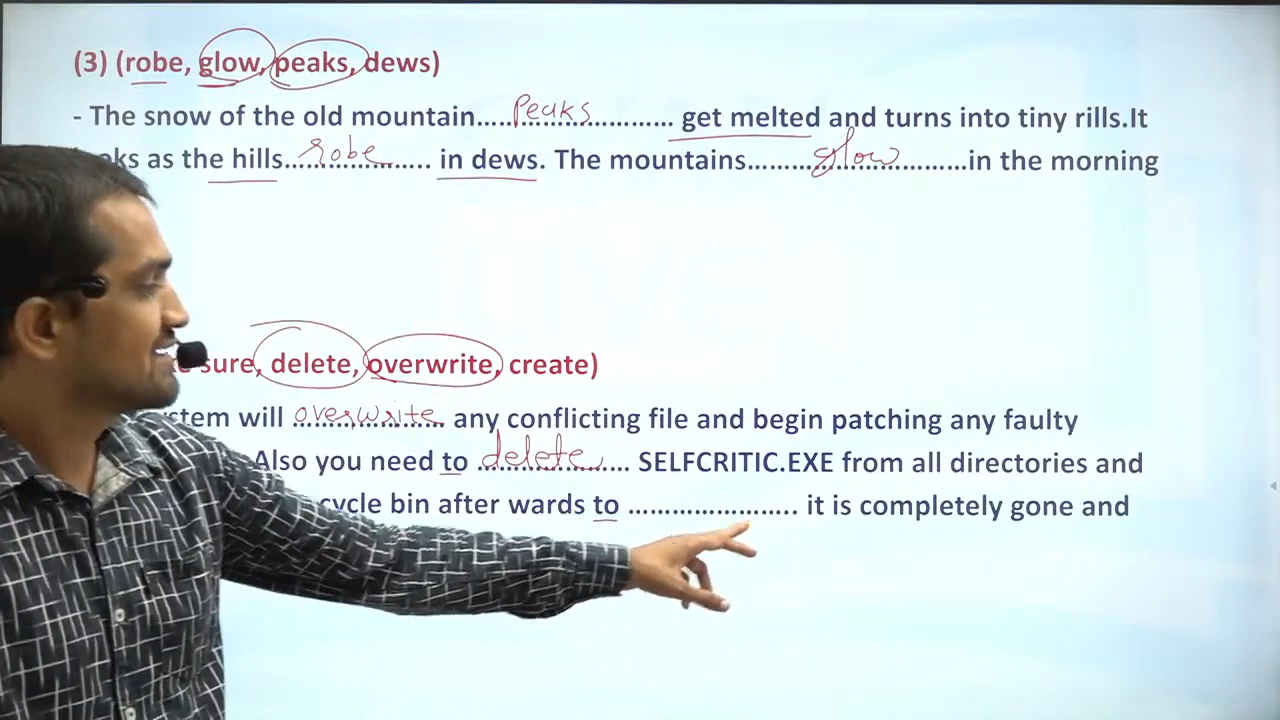 (3) (robe, glow, peaks, dews)
- The snow of the old mountain.....Peaks..................... get melted and turns into tiny rills.It
as the hills.....robe......... in dews. The mountains.........glow..............in the morning
sure, delete, overwrite, create)
will overwrite any conflicting file and begin patching any faulty
Also you need to delete SELFCRITIC.EXE from all directories and
bin after wards to ...................... it is completely gone and